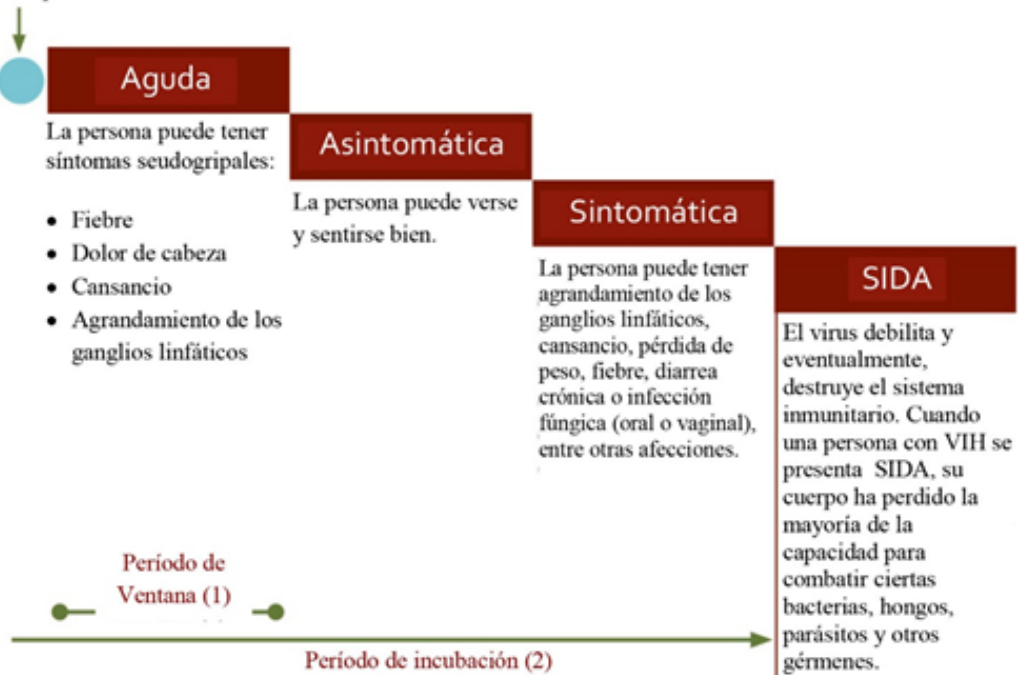 Aguda
La persona puede tener
síntomas seudogripales:
• Fiebre
• Dolor de cabeza
• Cansancio
• Agrandamiento de los
ganglios linfáticos
Asintomática
La persona puede verse
y sentirse bien.
Sintomática
La persona puede tener
agrandamiento de los
ganglios linfáticos,
cansancio, pérdida de
peso, fiebre, diarrea
crónica o infección
fúngica (oral o vaginal),
entre otras afecciones.
SIDA
El virus debilita y
eventualmente,
destruye el sistema
inmunitario. Cuando
una persona con VIH se
presenta SIDA, su
cuerpo ha perdido la
mayoría de la
capacidad para
combatir ciertas
bacterias, hongos,
parásitos y otros
gérmenes.
Período de
Ventana (1)
Período de incubación (2)